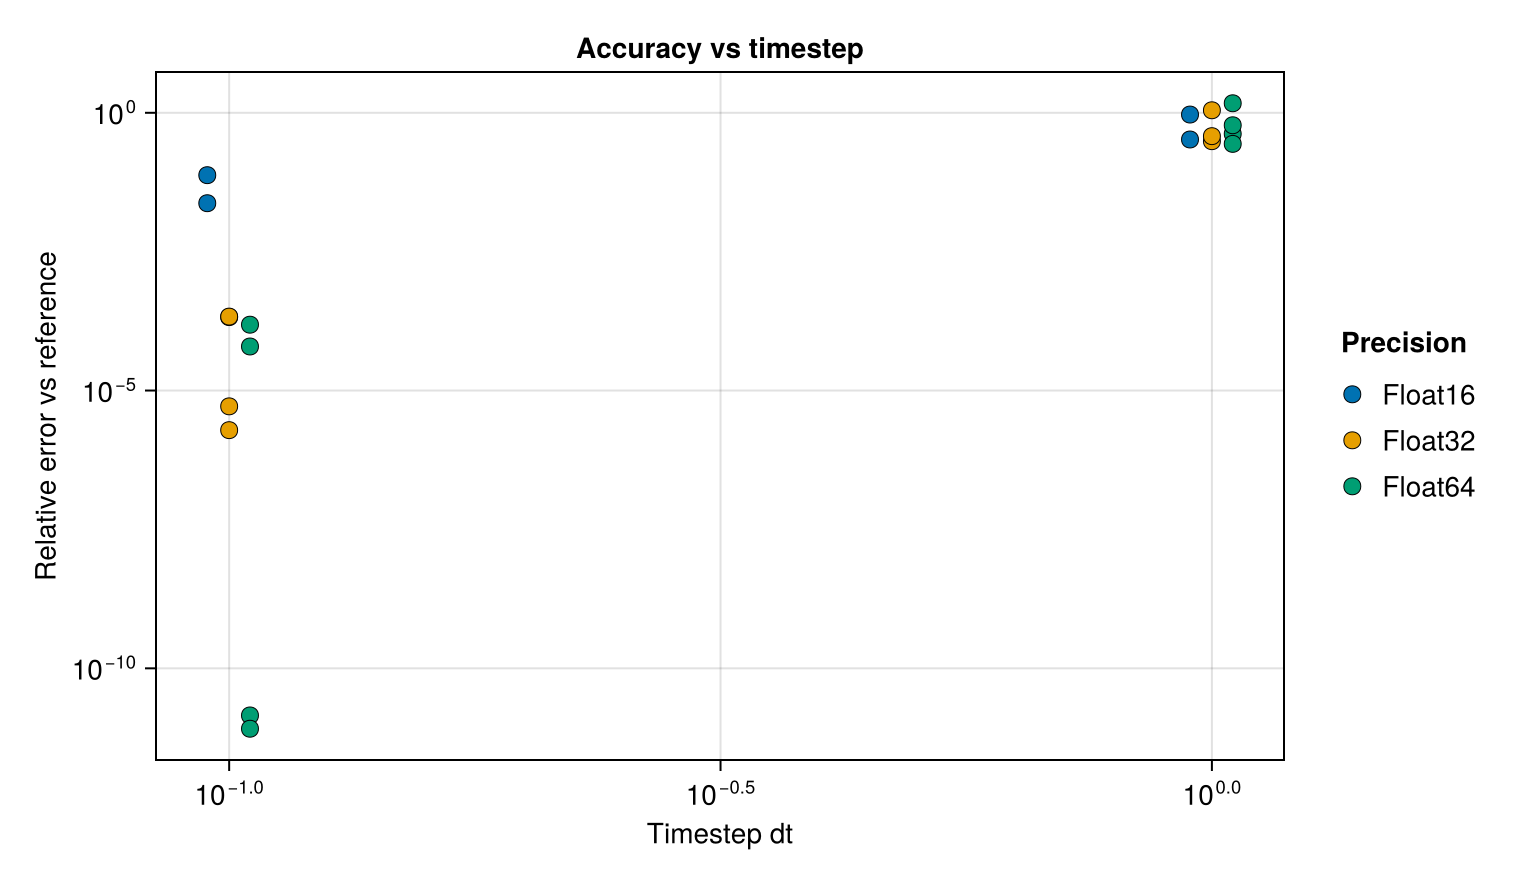 Accuracy vs timestep
Relative error vs reference
10⁰
10⁻⁵
10⁻¹⁰
10⁻¹·⁰
10⁻⁰·⁵
10⁰·⁰
Timestep dt
Precision
Float16
Float32
Float64